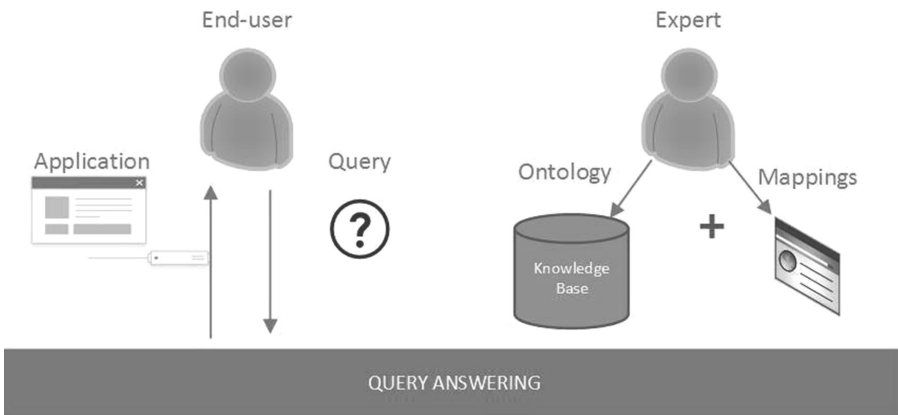 End-user
Expert
Application
Query
Ontology
Mappings
?
+
Knowledge
Base
QUERY ANSWERING